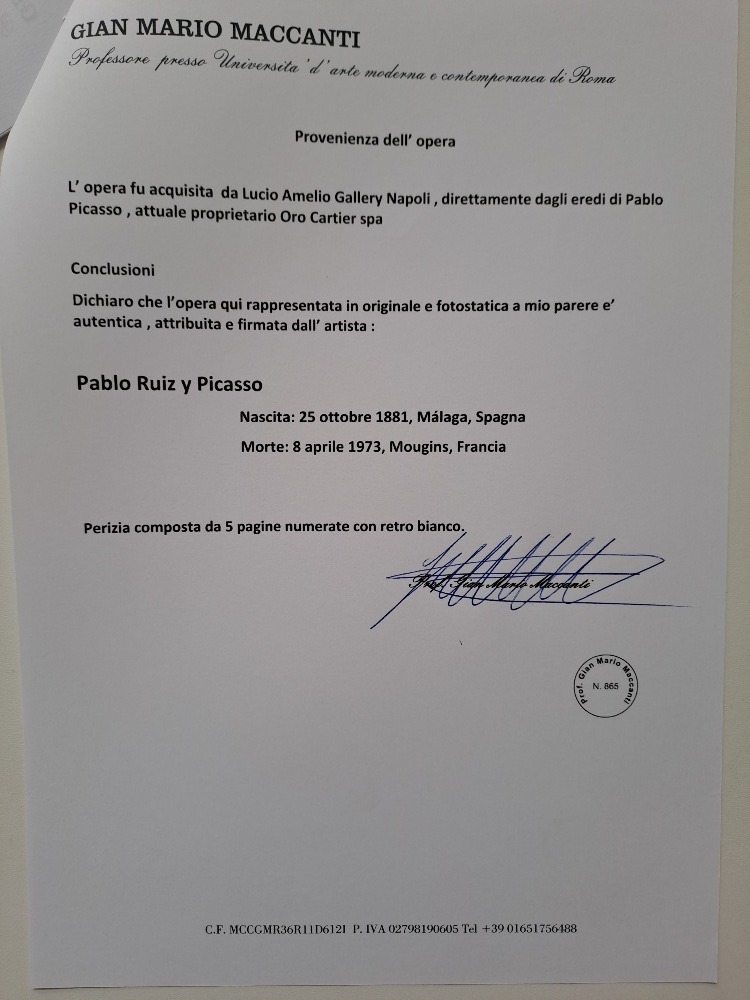 GIAN MARIO MACCANTI
Professore presso Universita 'd' arte moderna e contemporanea di Roma
Provenienza dell' opera
L' opera fu acquisita da Lucio Amelio Gallery Napoli , direttamente dagli eredi di Pablo
Picasso , attuale proprietario Oro Cartier spa
Conclusioni
Dichiaro che l'opera qui rappresentata in originale e fotostatica a mio parere e'
autentica , attribuita e firmata dall' artista :
Pablo Ruiz y Picasso
Nascita: 25 ottobre 1881, Málaga, Spagna
Morte: 8 aprile 1973, Mougins, Francia
Perizia composta da 5 pagine numerate con retro bianco.
Prof. Gian Mario Maccanti
Prof. Gian Mario Maccanti
N. 865
C.F. MCCGMR36R11D612I P. IVA 02798190605 Tel +39 01651756488